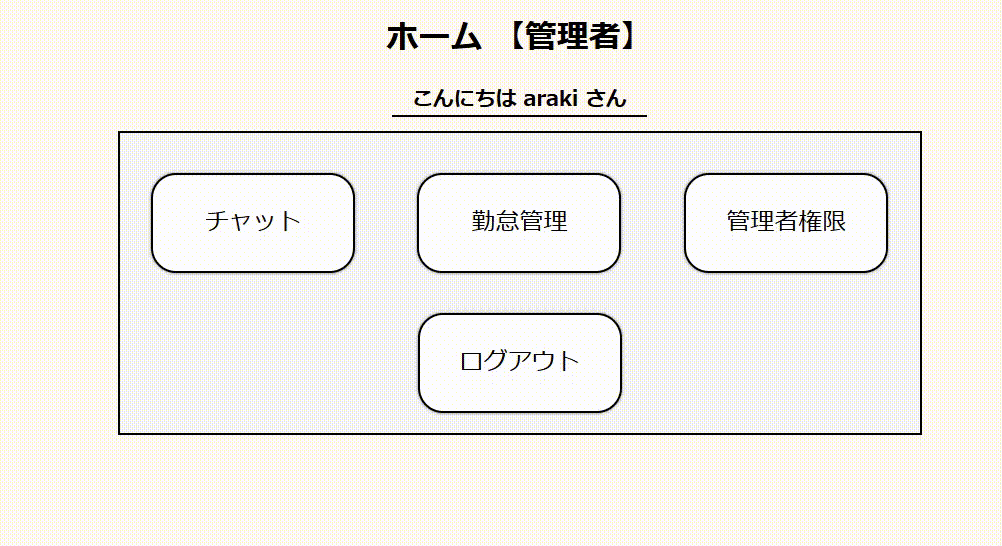 ホーム 【管理者】
こんにちは araki さん
チャット
勤怠管理
管理者権限
ログアウト